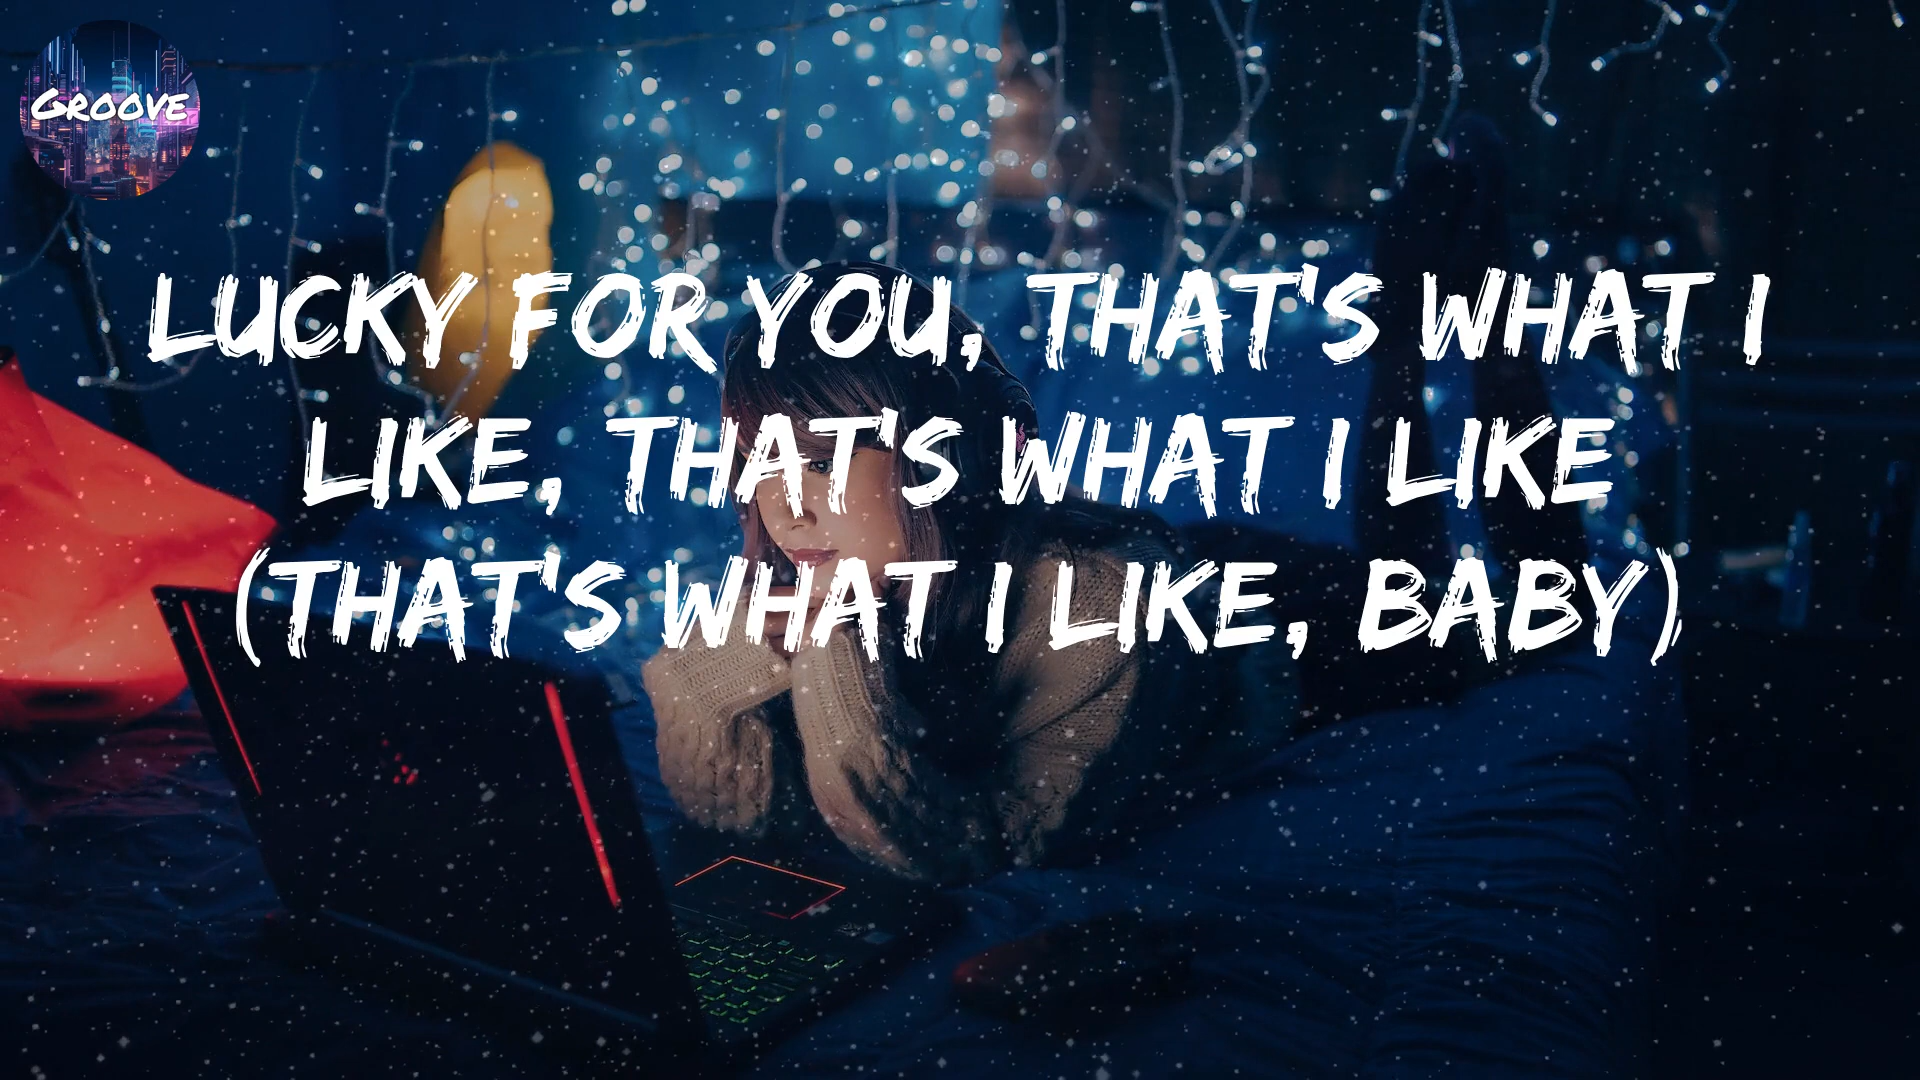 GROOVE
LUCKY FOR YOU, THAT'S WHAT I
LIKE, THAT'S WHAT I LIKE
(THAT'S WHAT I LIKE, BABY)